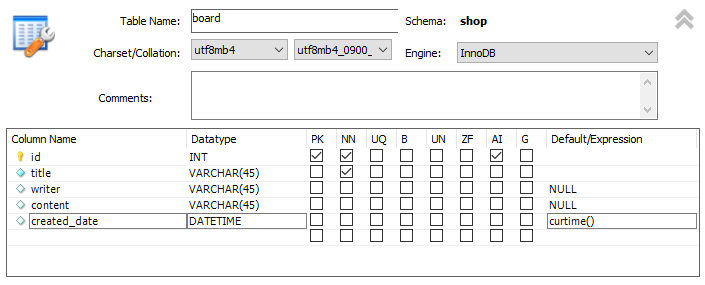 Table Name: board Schema: shop
Charset/Collation: utf8mb4 utf8mb4_0900_ Engine: InnoDB
Comments:
Column Name Datatype PK NN UQ B UN ZF AI G Default/Expression
id INT
title VARCHAR(45)
writer VARCHAR(45) NULL
content VARCHAR(45) NULL
created_date DATETIME curtime()